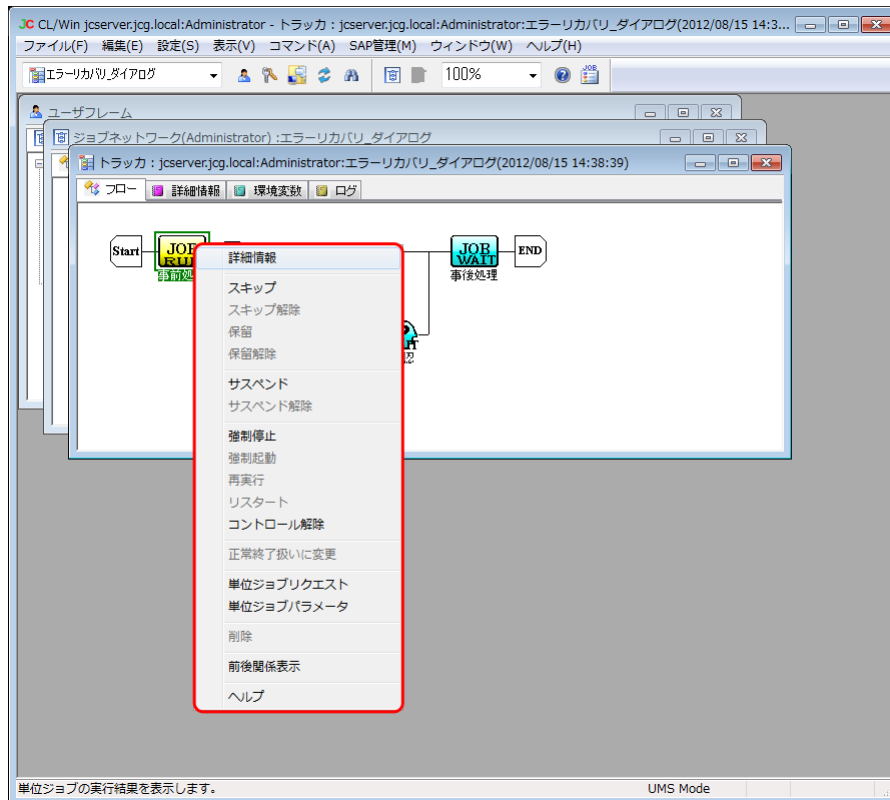 JC CL/Win jcserver.jcg.local:Administrator - トラッカ : jcserver.jcg.local:Administrator:エラーリカバリ_ダイアログ(2012/08/15 14:3...
ファイル(F) 編集(E) 設定(S) 表示(V) コマンド(A) SAP管理(M) ウィンドウ(W) ヘルプ(H)
エラーリカバリ_ダイアログ 100% JOB
ユーザフレーム
ジョブネットワーク(Administrator) :エラーリカバリ_ダイアログ
トラッカ : jcserver.jcg.local:Administrator:エラーリカバリ_ダイアログ(2012/08/15 14:38:39)
フロー 詳細情報 環境変数 ログ
Start JOB RUN JOB WAIT END
事前処 事後処理
詳細情報
スキップ
スキップ解除
保留
保留解除
サスペンド
サスペンド解除
強制停止
強制起動
再実行
リスタート
コントロール解除
正常終了扱いに変更
単位ジョブリクエスト
単位ジョブパラメータ
削除
前後関係表示
ヘルプ
単位ジョブの実行結果を表示します。 UMS Mode